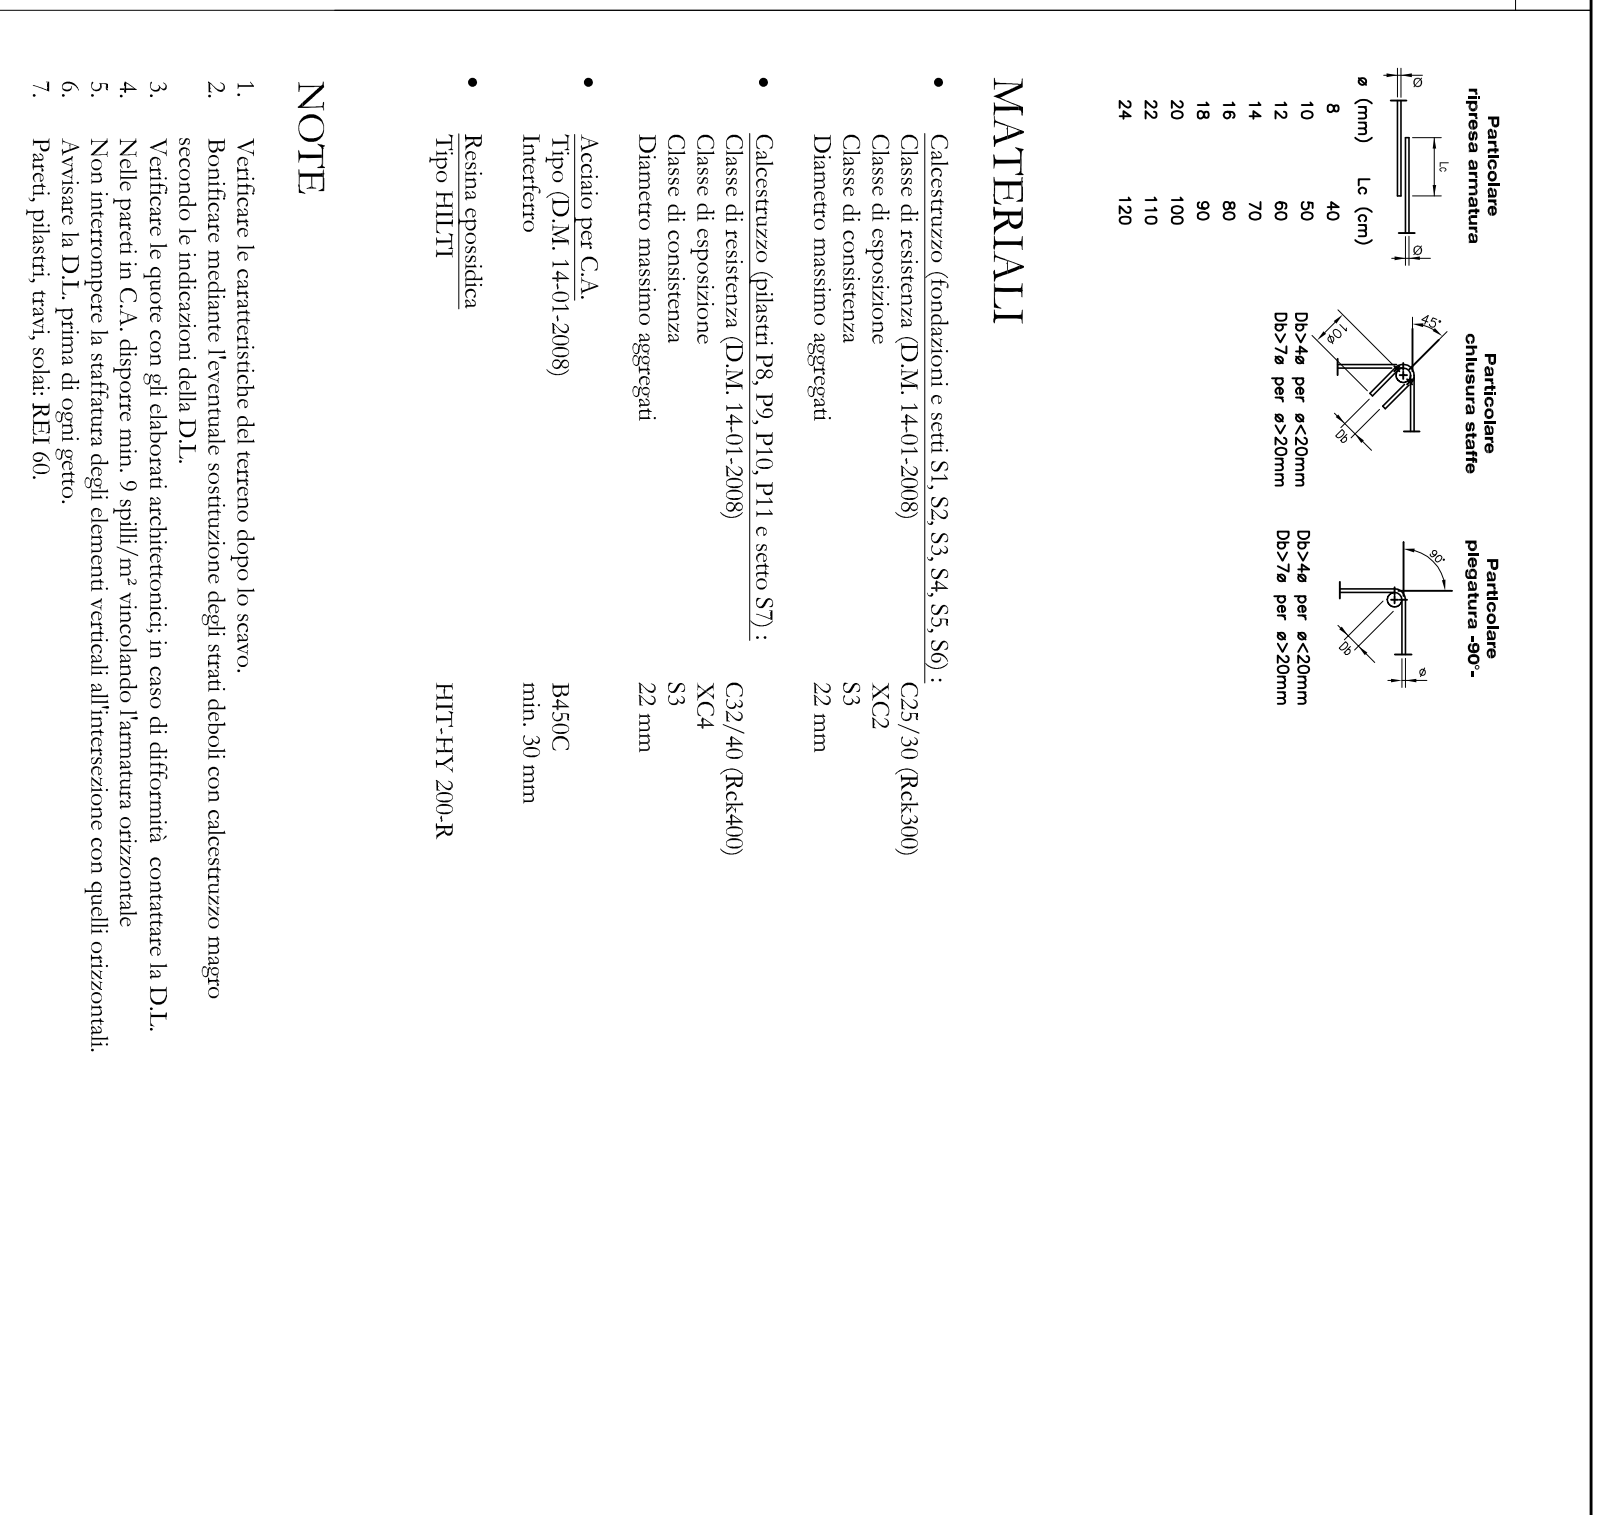 Particolare
ripresa armatura
Ø
Lc
Ø
ø (mm) Lc (cm)
8 40
10 50
12 60
14 70
16 80
18 90
20 100
22 110
24 120
Particolare
chiusura staffe
45°
10ø
Db
Db>4ø per ø<20mm
Db>7ø per ø>20mm
Particolare
piegatura -90°-
90°
ø
Db
Db>4ø per ø<20mm
Db>7ø per ø>20mm
MATERIALI
• Calcestruzzo (fondazioni e setti S1, S2, S3, S4, S5, S6) :
Classe di resistenza (D.M. 14-01-2008) C25/30 (Rck300)
Classe di esposizione XC2
Classe di consistenza S3
Diametro massimo aggregati 22 mm
• Calcestruzzo (pilastri P8, P9, P10, P11 e setto S7) :
Classe di resistenza (D.M. 14-01-2008) C32/40 (Rck400)
Classe di esposizione XC4
Classe di consistenza S3
Diametro massimo aggregati 22 mm
• Acciaio per C.A.
Tipo (D.M. 14-01-2008) B450C
Interferro min. 30 mm
• Resina epossidica
Tipo HILTI HIT-HY 200-R
NOTE
1. Verificare le caratteristiche del terreno dopo lo scavo.
2. Bonificare mediante l'eventuale sostituzione degli strati deboli con calcestruzzo magro
secondo le indicazioni della D.L.
3. Verificare le quote con gli elaborati architettonici; in caso di difformità contattare la D.L.
4. Nelle pareti in C.A. disporre min. 9 spilli/m² vincolando l'armatura orizzontale
5. Non interrompere la staffatura degli elementi verticali all'intersezione con quelli orizzontali.
6. Avvisare la D.L. prima di ogni getto.
7. Pareti, pilastri, travi, solai: REI 60.